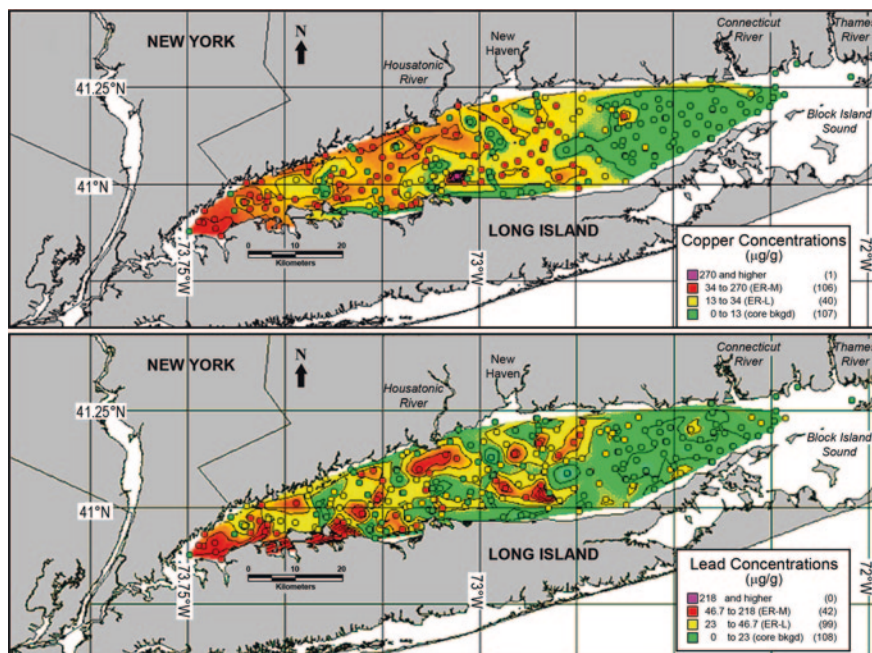 NEW YORK
N
New
Haven
Housatonic
River
Connecticut
River
Thames
River
41.25°N
Block Island
Sound
41°N
73.75°W
0 10 20
Kilometers
73°W
LONG ISLAND
72°W
Copper Concentrations
(µg/g)
270 and higher (1)
34 to 270 (ER-M) (106)
13 to 34 (ER-L) (40)
0 to 13 (core bkgd) (107)
NEW YORK
N
New
Haven
Housatonic
River
Connecticut
River
Thames
River
41.25°N
Block Island
Sound
41°N
73.75°W
0 10 20
Kilometers
73°W
LONG ISLAND
72°W
Lead Concentrations
(µg/g)
218 and higher (0)
46.7 to 218 (ER-M) (42)
23 to 46.7 (ER-L) (99)
0 to 23 (core bkgd) (108)